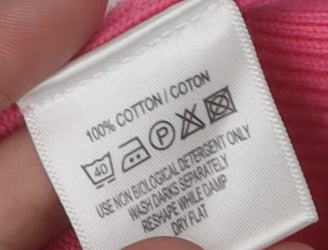 100% COTTON / COTON
40 P
USE NON BIOLOGICAL DETERGENT ONLY
WASH DARKS SEPARATELY
RESHAPE WHILE DAMP
DRY FLAT